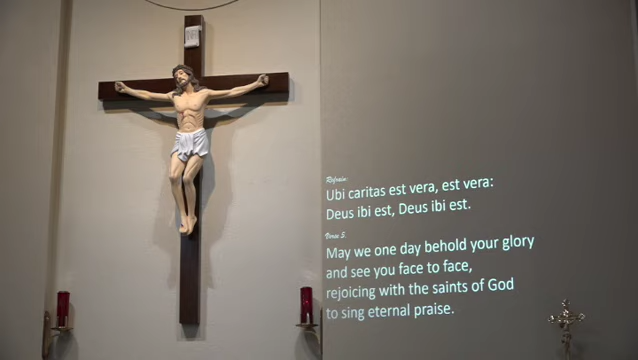 Refrain:
Ubi caritas est vera, est vera:
Deus ibi est, Deus ibi est.
Verse 5.
May we one day behold your glory
and see you face to face,
rejoicing with the saints of God
to sing eternal praise.